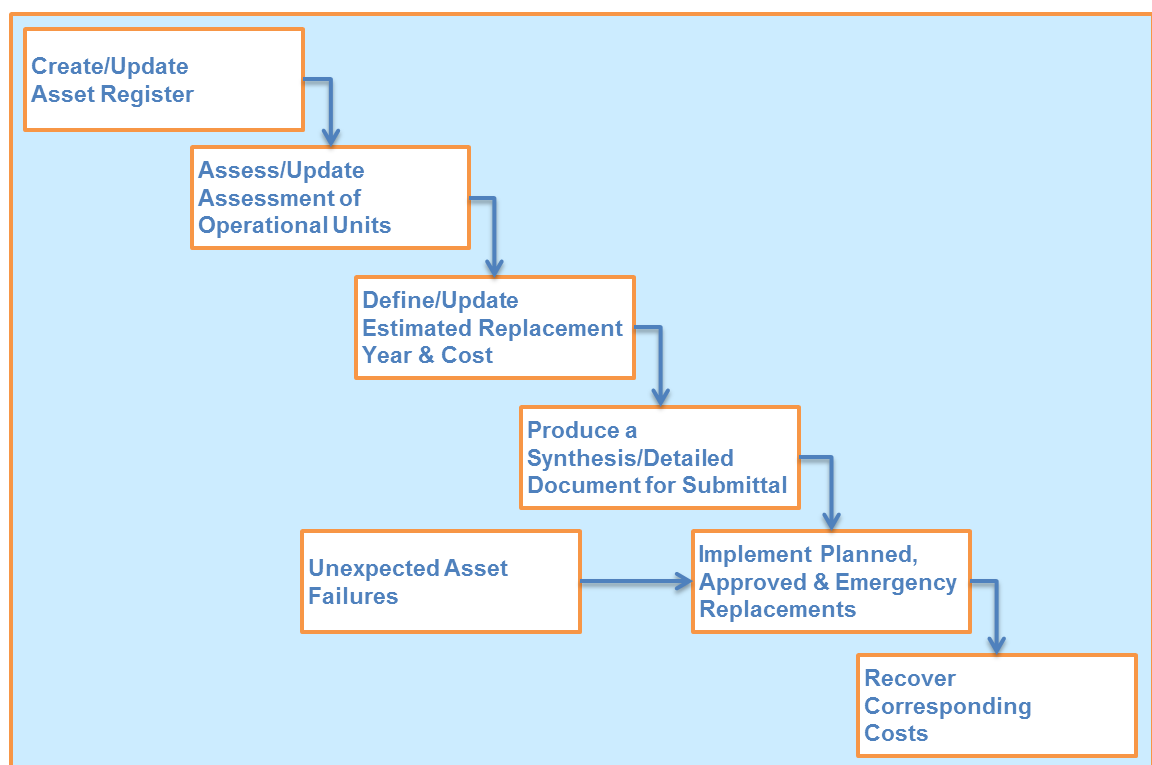 Create/Update
Asset Register
Assess/Update
Assessment of
Operational Units
Define/Update
Estimated Replacement
Year & Cost
Produce a
Synthesis/Detailed
Document for Submittal
Unexpected Asset
Failures
Implement Planned,
Approved & Emergency
Replacements
Recover
Corresponding
Costs